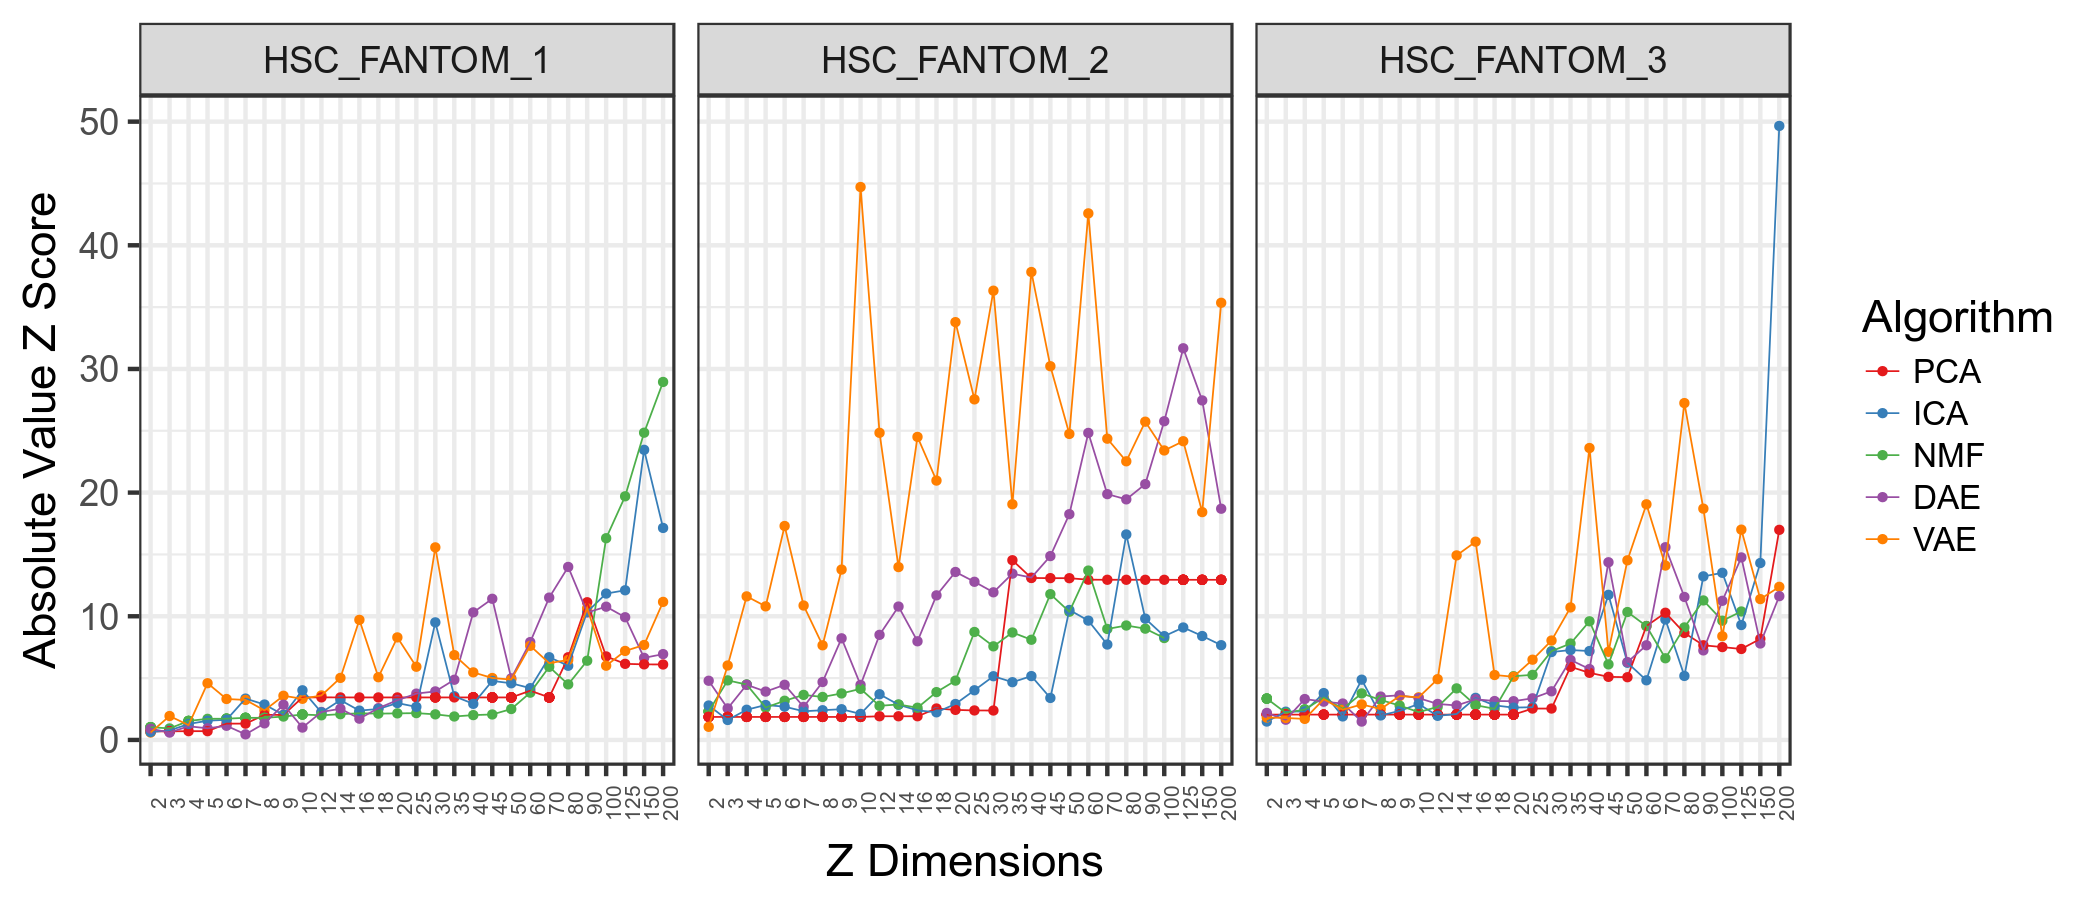 HSC_FANTOM_1 HSC_FANTOM_2 HSC_FANTOM_3
Absolute Value Z Score
50
40
30
20
10
0
2 3 4 5 6 7 8 9 10 12 14 16 18 20 25 30 35 40 45 50 60 70 80 90 100 125 150 200
2 3 4 5 6 7 8 9 10 12 14 16 18 20 25 30 35 40 45 50 60 70 80 90 100 125 150 200
2 3 4 5 6 7 8 9 10 12 14 16 18 20 25 30 35 40 45 50 60 70 80 90 100 125 150 200
Z Dimensions
Algorithm
PCA
ICA
NMF
DAE
VAE